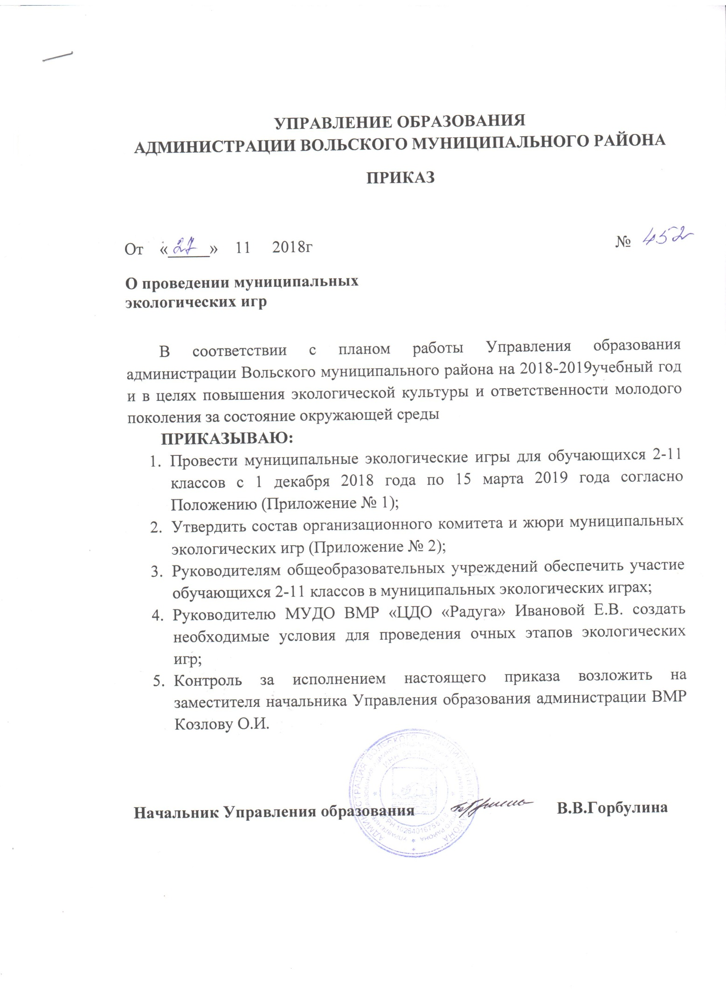 УПРАВЛЕНИЕ ОБРАЗОВАНИЯ
АДМИНИСТРАЦИИ ВОЛЬСКОГО МУНИЦИПАЛЬНОГО РАЙОНА
ПРИКАЗ
От «27» 11 2018г № 452
О проведении муниципальных
экологических игр
В соответствии с планом работы Управления образования
администрации Вольского муниципального района на 2018-2019учебный год
и в целях повышения экологической культуры и ответственности молодого
поколения за состояние окружающей среды
ПРИКАЗЫВАЮ:
1. Провести муниципальные экологические игры для обучающихся 2-11
классов с 1 декабря 2018 года по 15 марта 2019 года согласно
Положению (Приложение № 1);
2. Утвердить состав организационного комитета и жюри муниципальных
экологических игр (Приложение № 2);
3. Руководителям общеобразовательных учреждений обеспечить участие
обучающихся 2-11 классов в муниципальных экологических играх;
4. Руководителю МУДО ВМР «ЦДО «Радуга» Ивановой Е.В. создать
необходимые условия для проведения очных этапов экологических
игр;
5. Контроль за исполнением настоящего приказа возложить на
заместителя начальника Управления образования администрации ВМР
Козлову О.И.
АДМИНИСТРАЦИЯ ВОЛЬСКОГО МУНИЦИПАЛЬНОГО РАЙОНА
Начальник Управления образования В.В.Горбулина